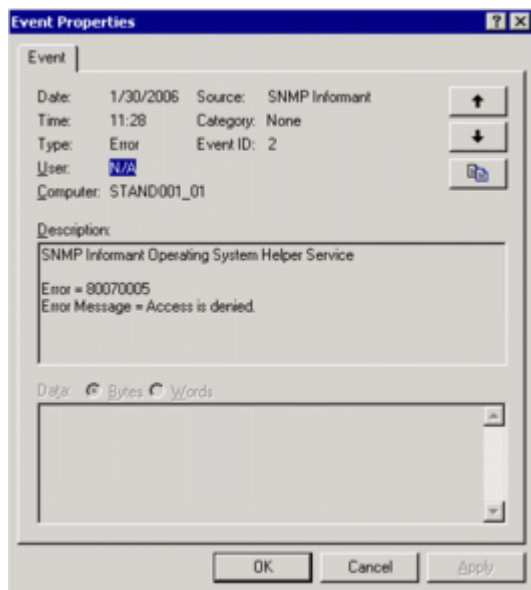 Event Properties
Event
Date: 1/30/2006 Source: SNMP Informant
Time: 11:28 Category: None
Type: Error Event ID: 2
User: N/A
Computer: STAND001_01
Description:
SNMP Informant Operating System Helper Service
Error = 80070005
Error Message = Access is denied.
Data: Bytes Words
OK Cancel Apply